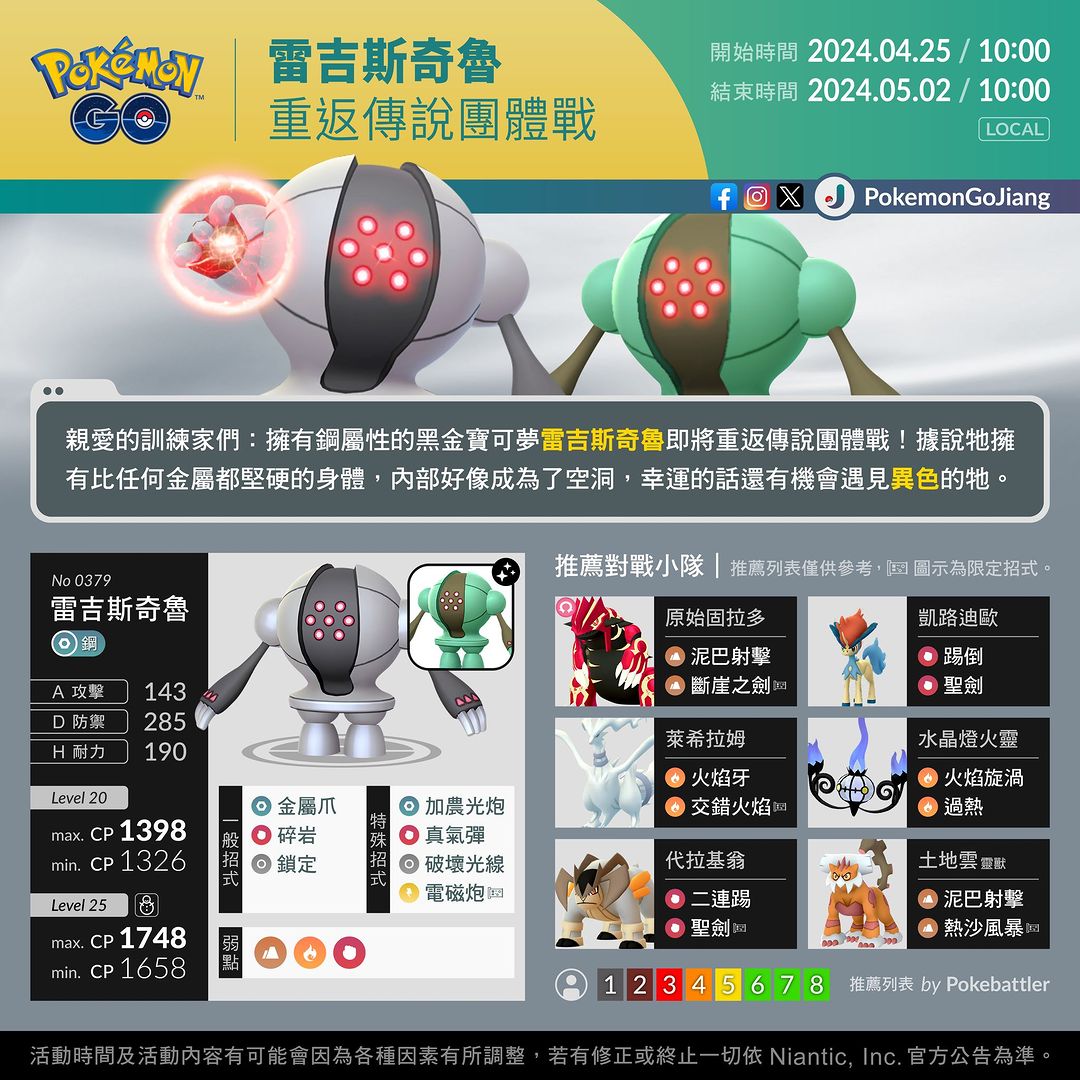 POKÉMON GO™
雷吉斯奇魯
重返傳說團體戰
開始時間 2024.04.25 / 10:00
結束時間 2024.05.02 / 10:00
LOCAL
PokemonGoJiang
親愛的訓練家們：擁有鋼屬性的黑金寶可夢雷吉斯奇魯即將重返傳說團體戰！據說牠擁
有比任何金屬都堅硬的身體，內部好像成為了空洞，幸運的話還有機會遇見異色的牠。
No 0379
雷吉斯奇魯
鋼
A 攻擊 143
D 防禦 285
H 耐力 190
Level 20
max. CP 1398
min. CP 1326
Level 25
max. CP 1748
min. CP 1658
一般招式
金屬爪
碎岩
鎖定
特殊招式
加農光炮
真氣彈
破壞光線
電磁炮
弱點
推薦對戰小隊｜推薦列表僅供參考，圖示為限定招式。
原始固拉多
泥巴射擊
斷崖之劍
凱路迪歐
踢倒
聖劍
萊希拉姆
火焰牙
交錯火焰
水晶燈火靈
火焰旋渦
過熱
代拉基翁
二連踢
聖劍
土地雲 靈獸
泥巴射擊
熱沙風暴
1 2 3 4 5 6 7 8
推薦列表 by Pokebattler
活動時間及活動內容有可能會因為各種因素有所調整，若有修正或終止一切依 Niantic, Inc. 官方公告為準。